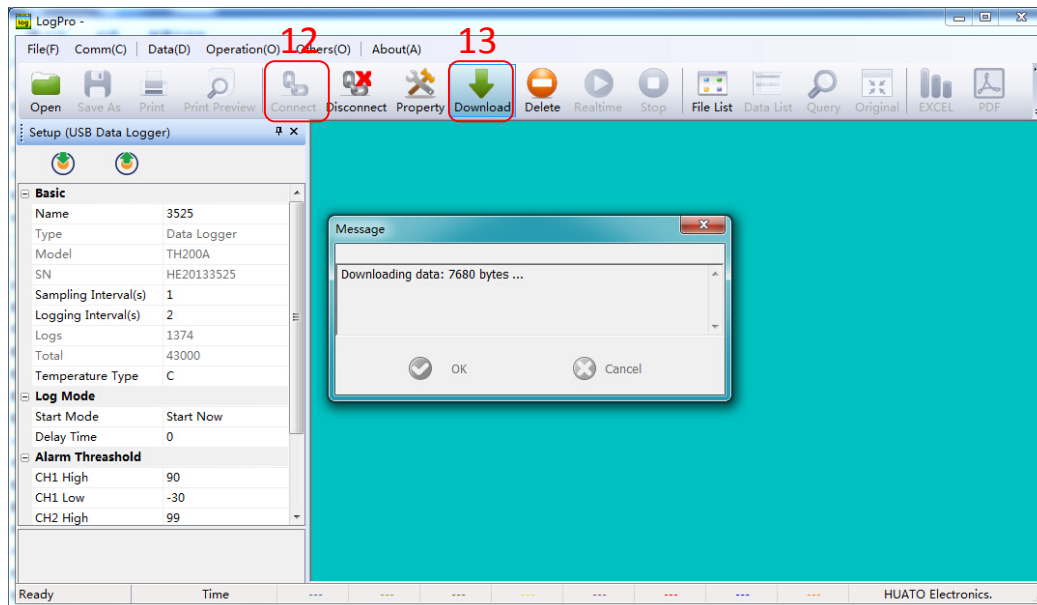 log LogPro -
File(F) Comm(C) Data(D) Operation(O) Others(O) About(A)
12 13
Open Save As Print Print Preview Connect Disconnect Property Download Delete Realtime Stop File List Data List Query Original EXCEL PDF
Setup (USB Data Logger)
Basic
Name 3525
Type Data Logger
Model TH200A
SN HE20133525
Sampling Interval(s) 1
Logging Interval(s) 2
Logs 1374
Total 43000
Temperature Type C
Log Mode
Start Mode Start Now
Delay Time 0
Alarm Threashold
CH1 High 90
CH1 Low -30
CH2 High 99
Message
Downloading data: 7680 bytes ...
OK Cancel
Ready Time --- --- --- --- --- --- --- --- HUATO Electronics.